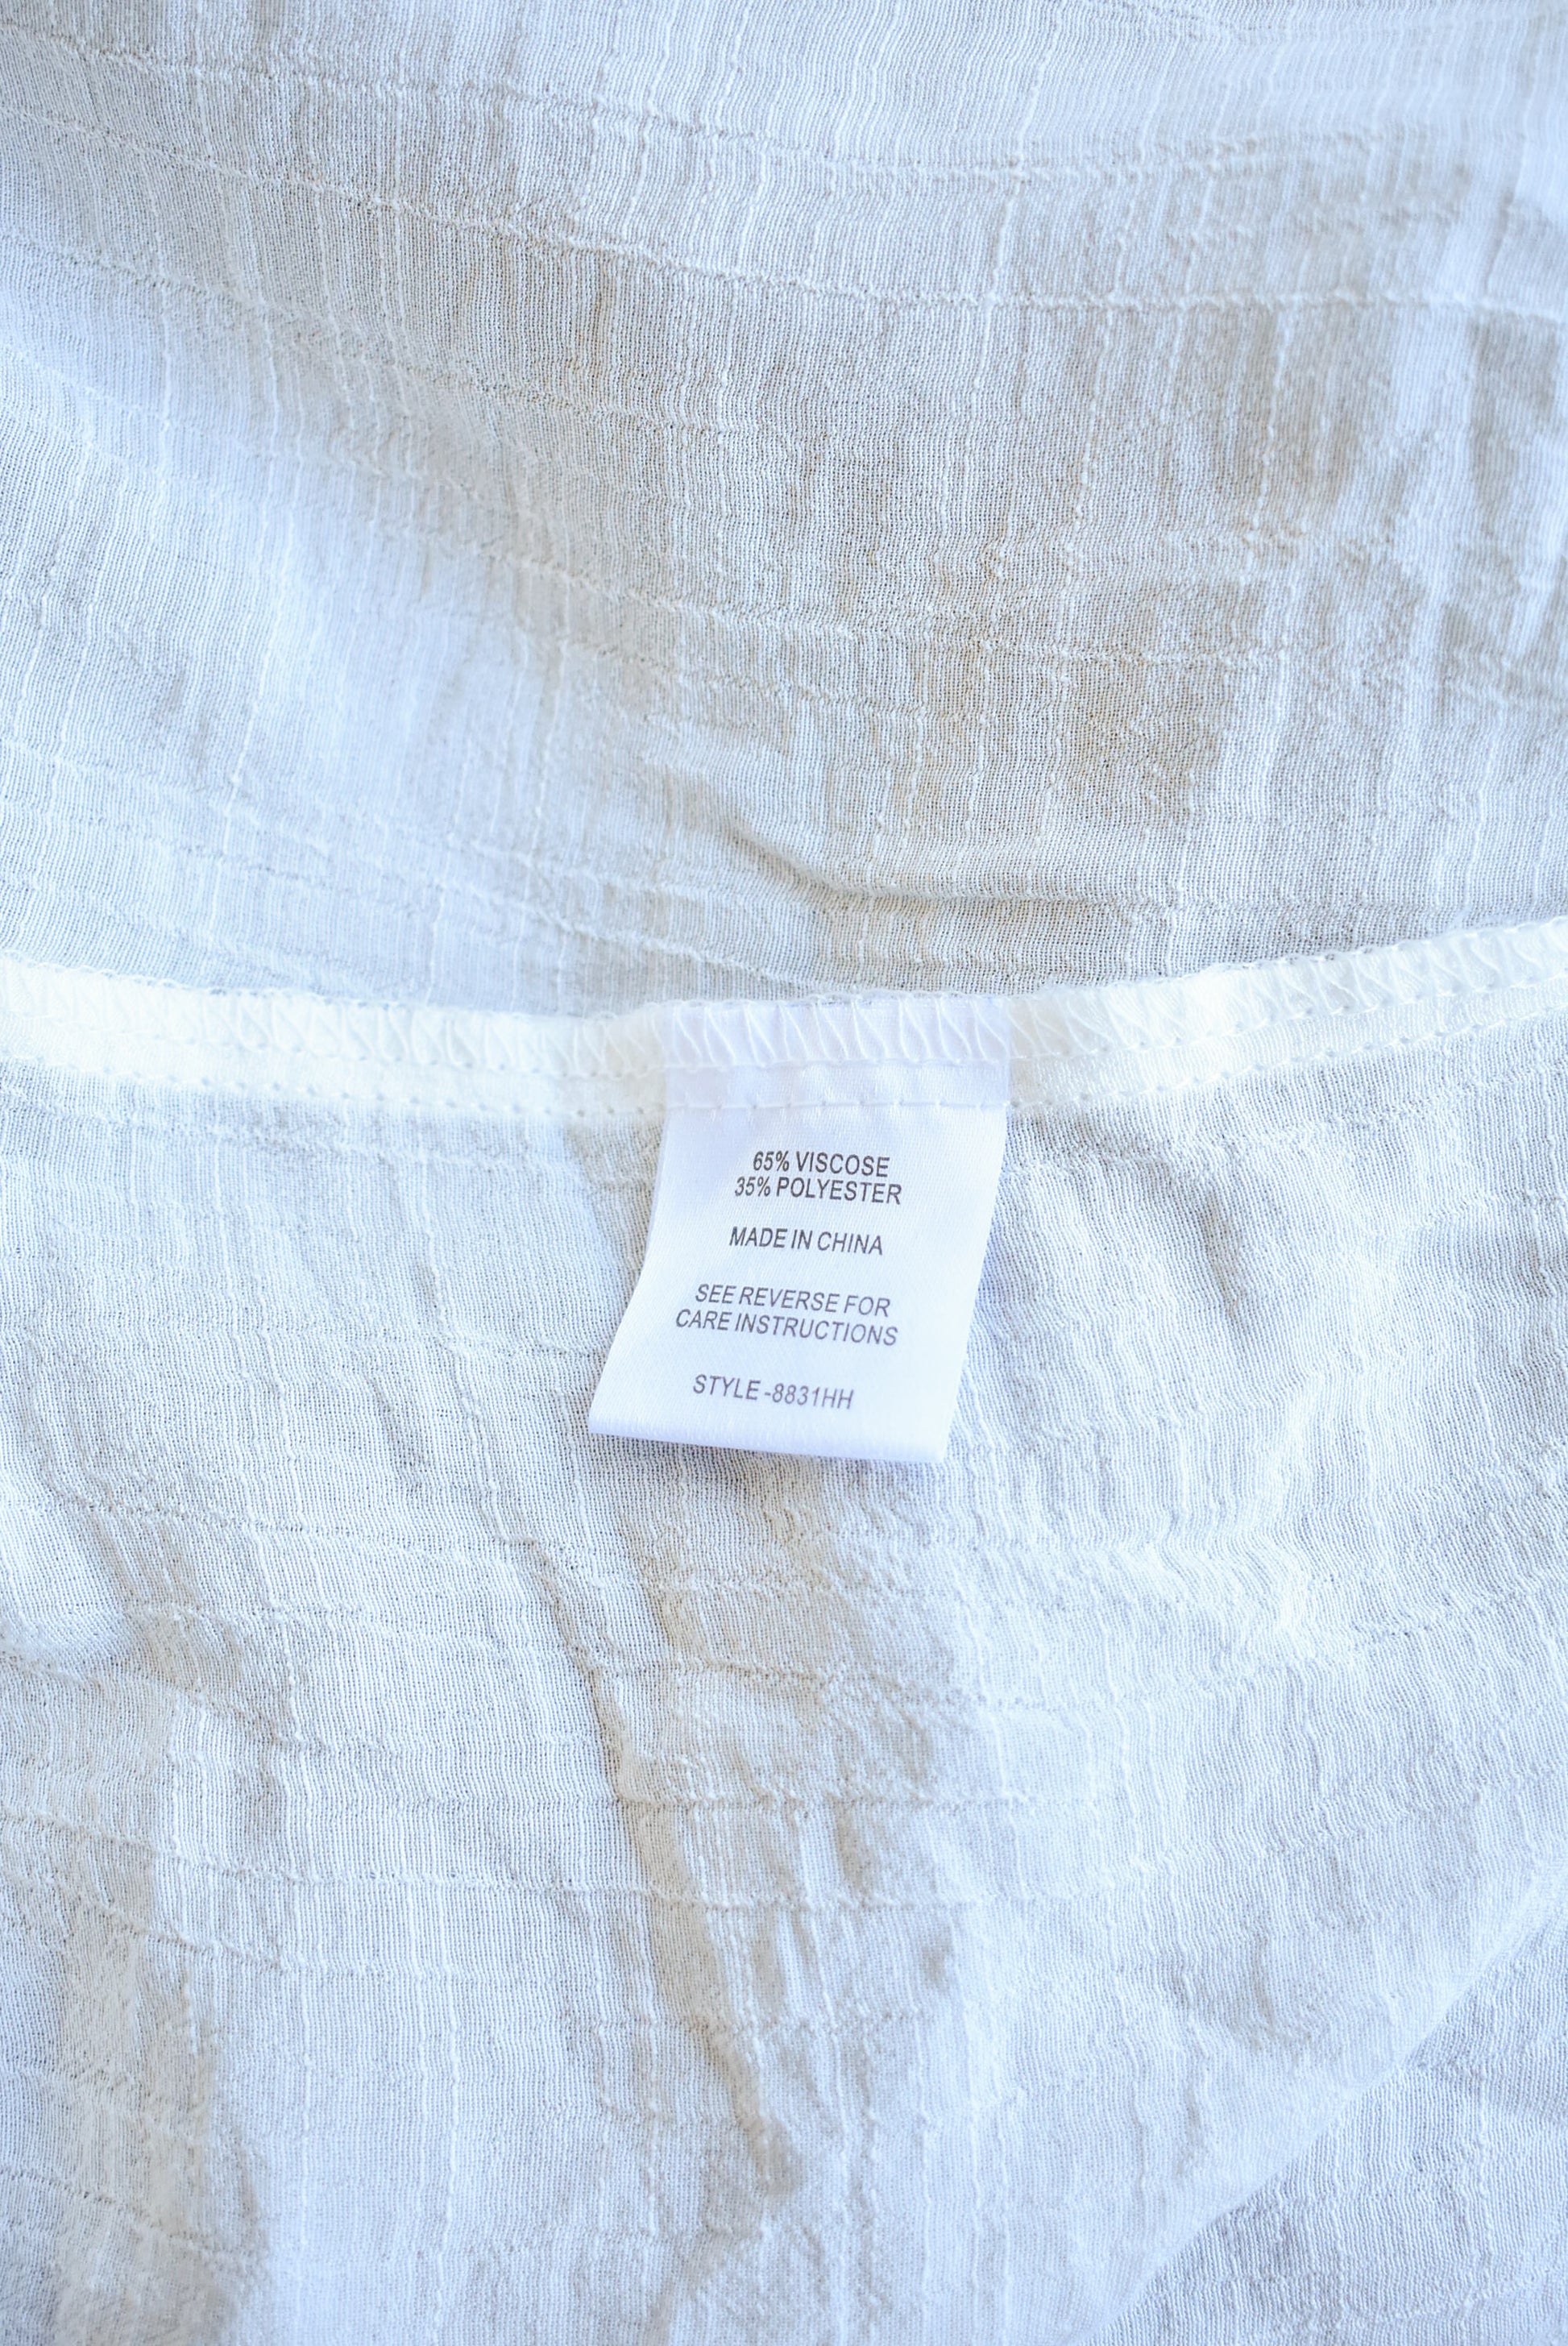 65% VISCOSE
35% POLYESTER
MADE IN CHINA
SEE REVERSE FOR
CARE INSTRUCTIONS
STYLE-8831HH